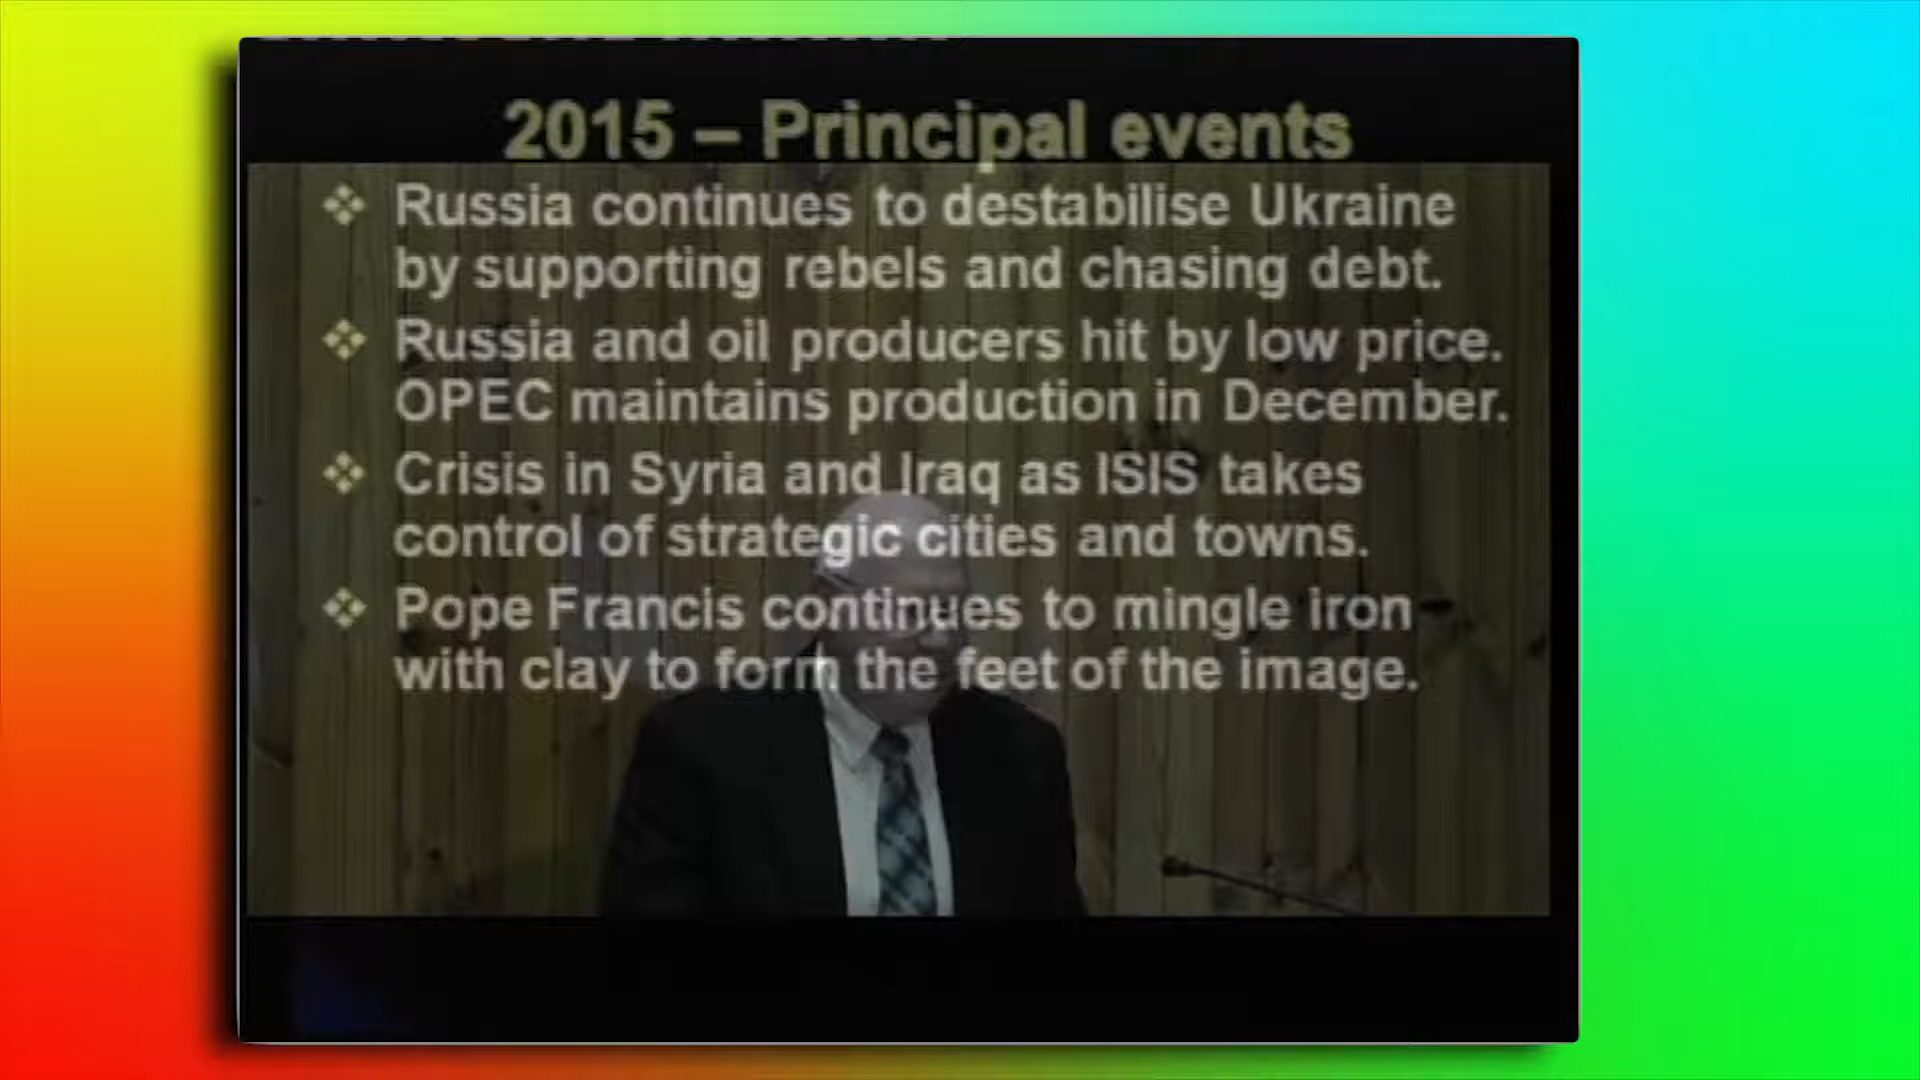 2015 – Principal events
Russia continues to destabilise Ukraine
by supporting rebels and chasing debt.
Russia and oil producers hit by low price.
OPEC maintains production in December.
Crisis in Syria and Iraq as ISIS takes
control of strategic cities and towns.
Pope Francis continues to mingle iron
with clay to form the feet of the image.